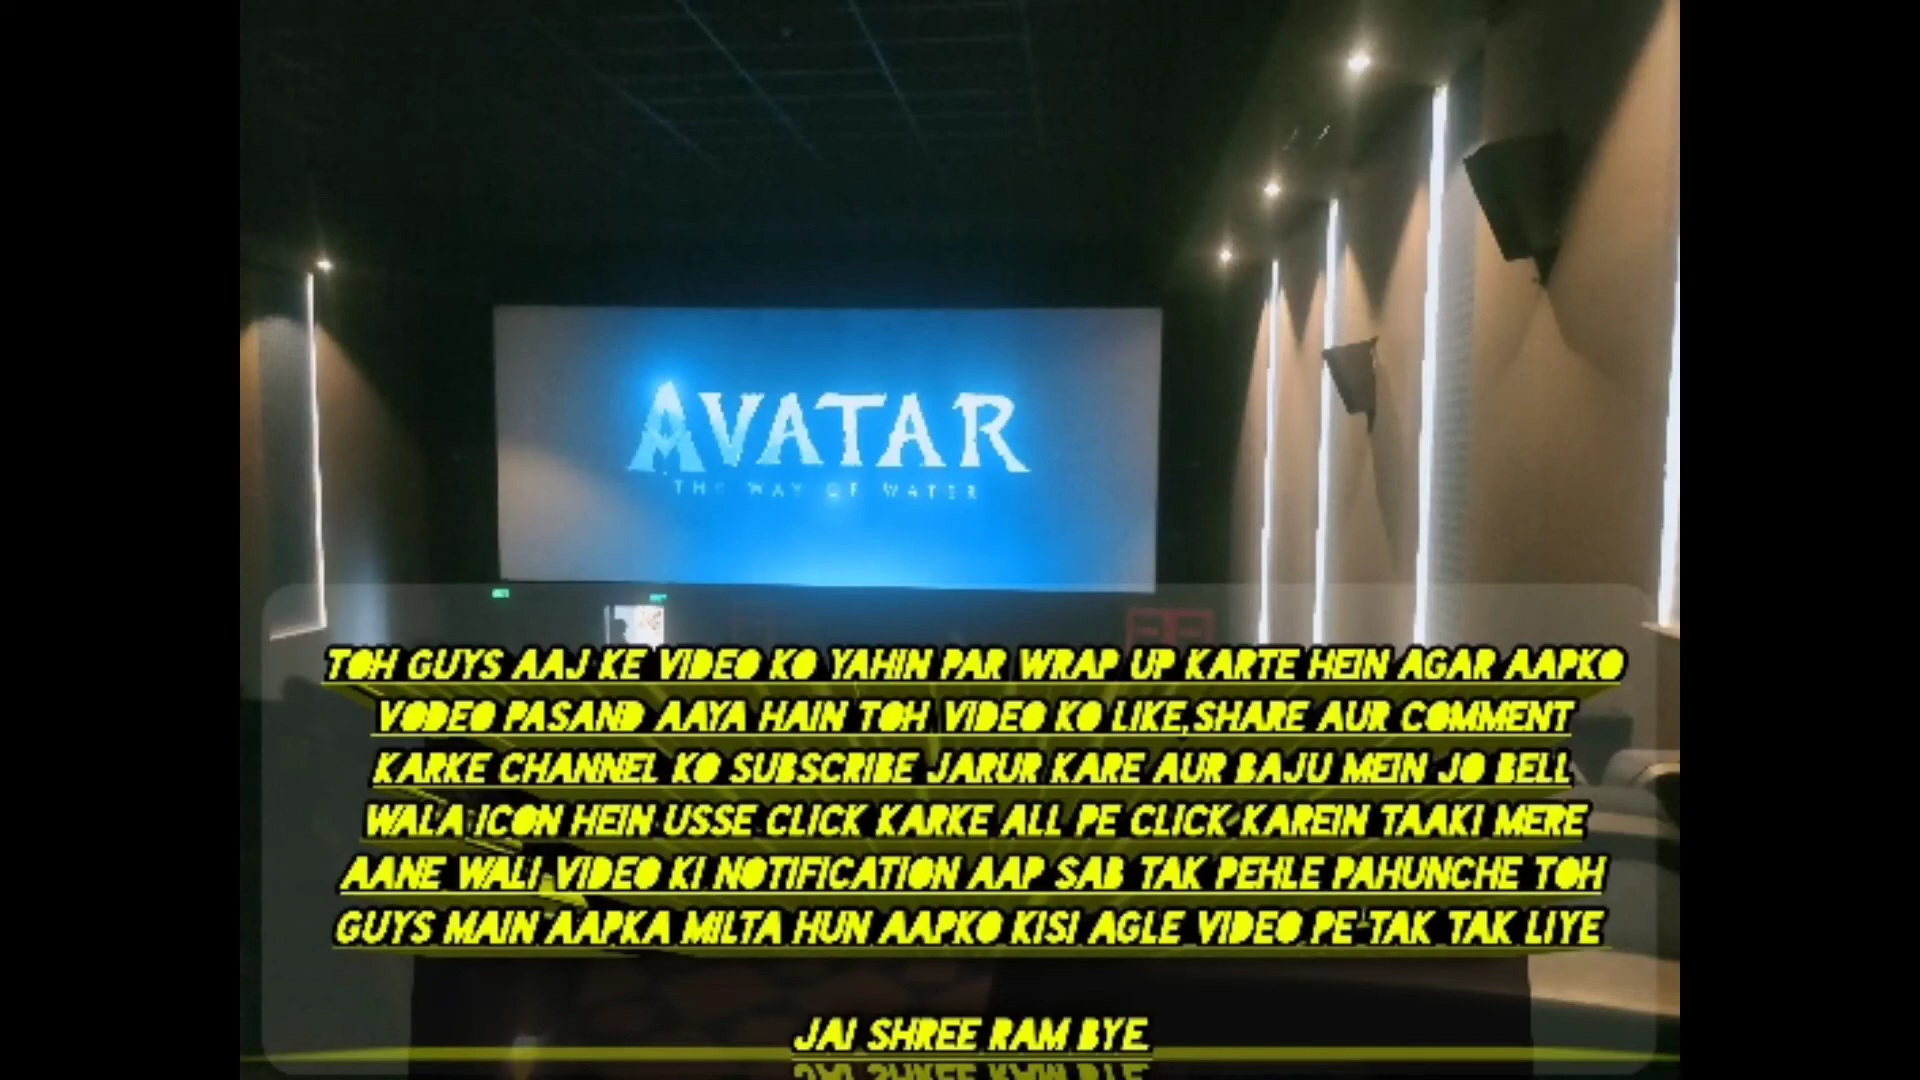 AVATAR
THE WAY OF WATER
TOH GUYS AAJ KE VIDEO KO YAHIN PAR WRAP UP KARTE HEIN AGAR AAPKO
VODEO PASAND AAYA HAIN TOH VIDEO KO LIKE,SHARE AUR COMMENT
KARKE CHANNEL KO SUBSCRIBE JARUR KARE AUR BAJU MEIN JO BELL
WALA ICON HEIN USSE CLICK KARKE ALL PE CLICK KAREIN TAAKI MERE
AANE WALI VIDEO KI NOTIFICATION AAP SAB TAK PEHLE PAHUNCHE TOH
GUYS MAIN AAPKA MILTA HUN AAPKO KISI AGLE VIDEO PE TAK TAK LIYE
JAI SHREE RAM BYE.